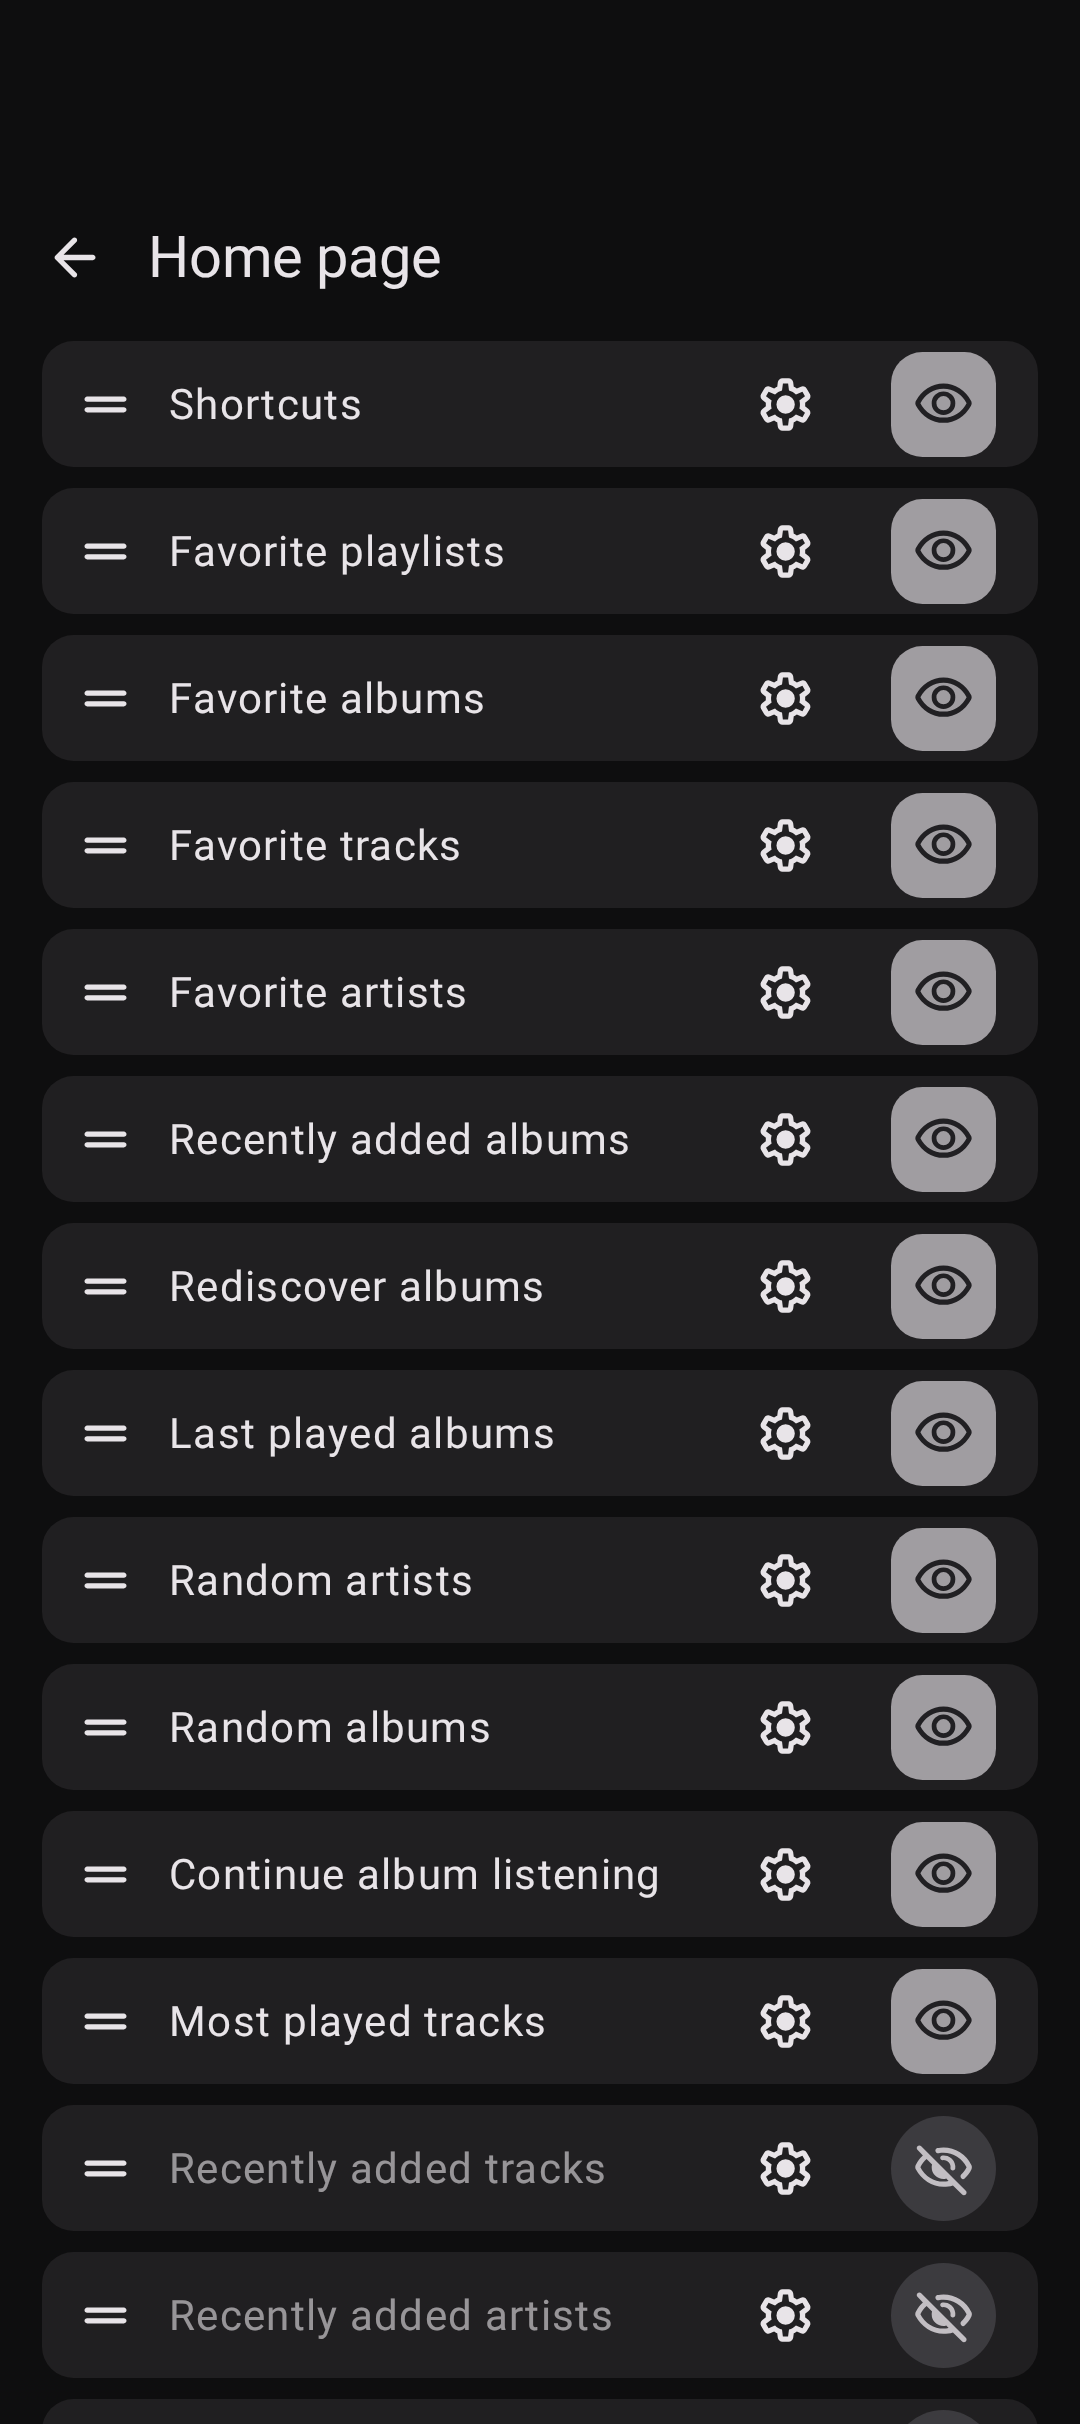 Home page
Shortcuts
Favorite playlists
Favorite albums
Favorite tracks
Favorite artists
Recently added albums
Rediscover albums
Last played albums
Random artists
Random albums
Continue album listening
Most played tracks
Recently added tracks
Recently added artists